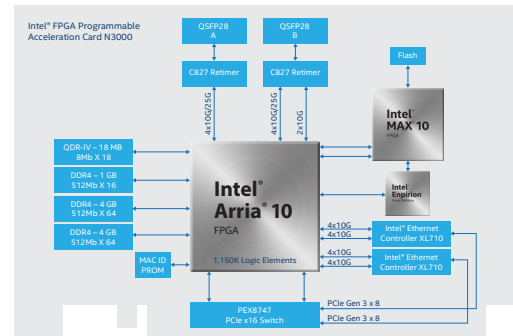 Intel® FPGA Programmable
Acceleration Card N3000
QSFP28
A
QSFP28
B
C827 Retimer
C827 Retimer
Flash
4x10G/25G
4x10G/25G
2x10G
Intel®
MAX® 10
FPGA
QDR-IV – 18 MB
8Mb X 18
DDR4 – 1 GB
512Mb X 16
DDR4 – 4 GB
512Mb X 64
DDR4 – 4 GB
512Mb X 64
MAC ID
PROM
Intel®
Arria® 10
FPGA
1,150K Logic Elements
Intel®
Enpirion®
4x10G
4x10G
Intel® Ethernet
Controller XL710
4x10G
4x10G
Intel® Ethernet
Controller XL710
PEX8747
PCIe x16 Switch
PCIe Gen 3 x 8
PCIe Gen 3 x 8